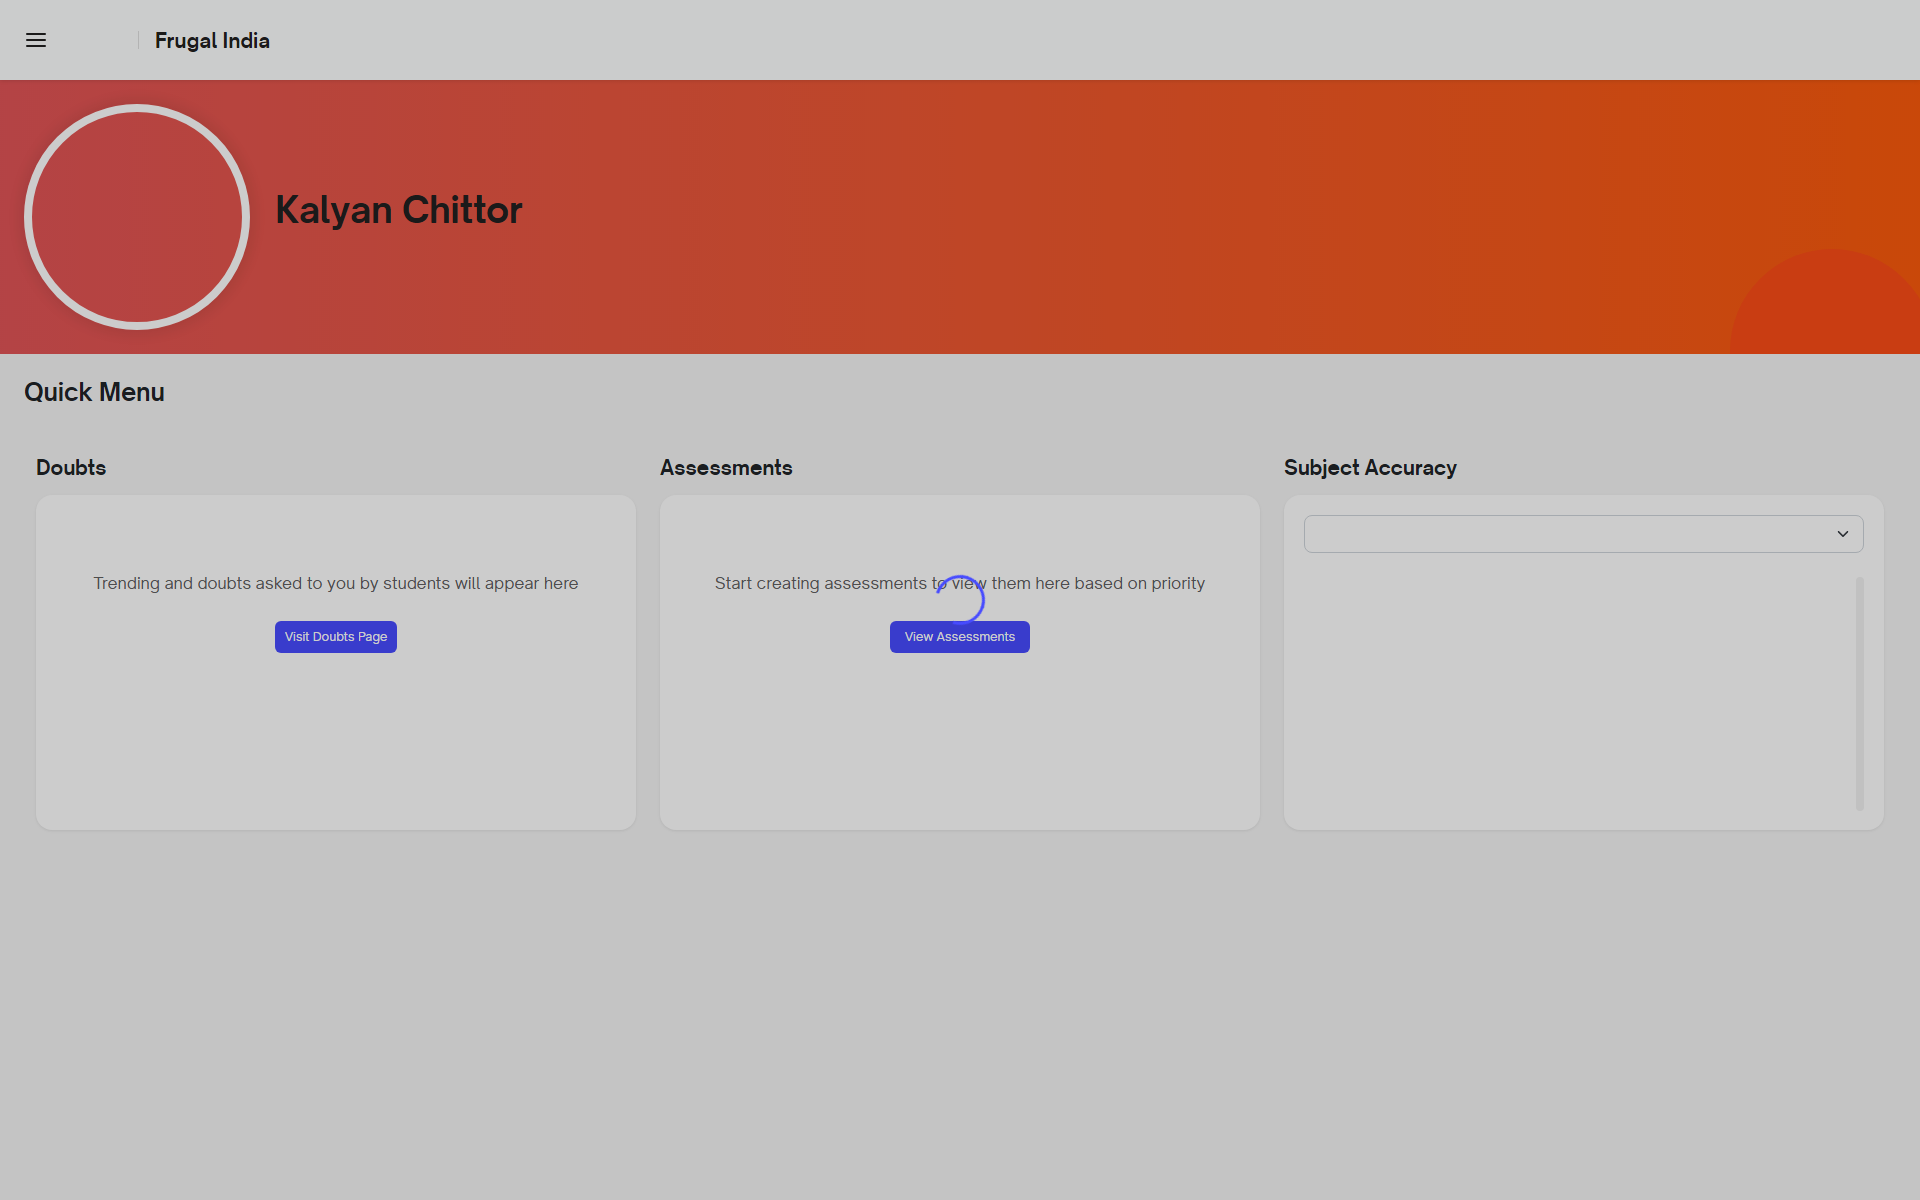 Frugal India
Kalyan Chittor
Quick Menu
Doubts
Trending and doubts asked to you by students will appear here
Visit Doubts Page
Assessments
Start creating assessments to view them here based on priority
View Assessments
Subject Accuracy